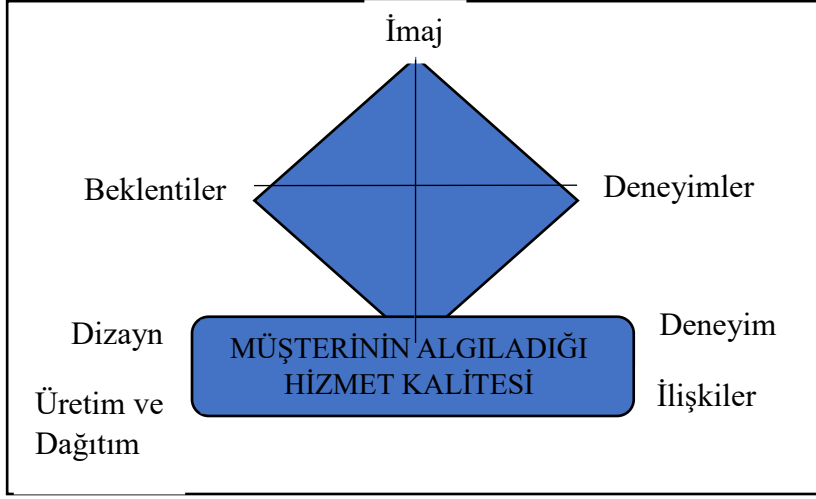 İmaj
Beklentiler
Deneyimler
Dizayn
Deneyim
MÜŞTERİNİN ALGILADIĞI
HİZMET KALİTESİ
Üretim ve
Dağıtım
İlişkiler